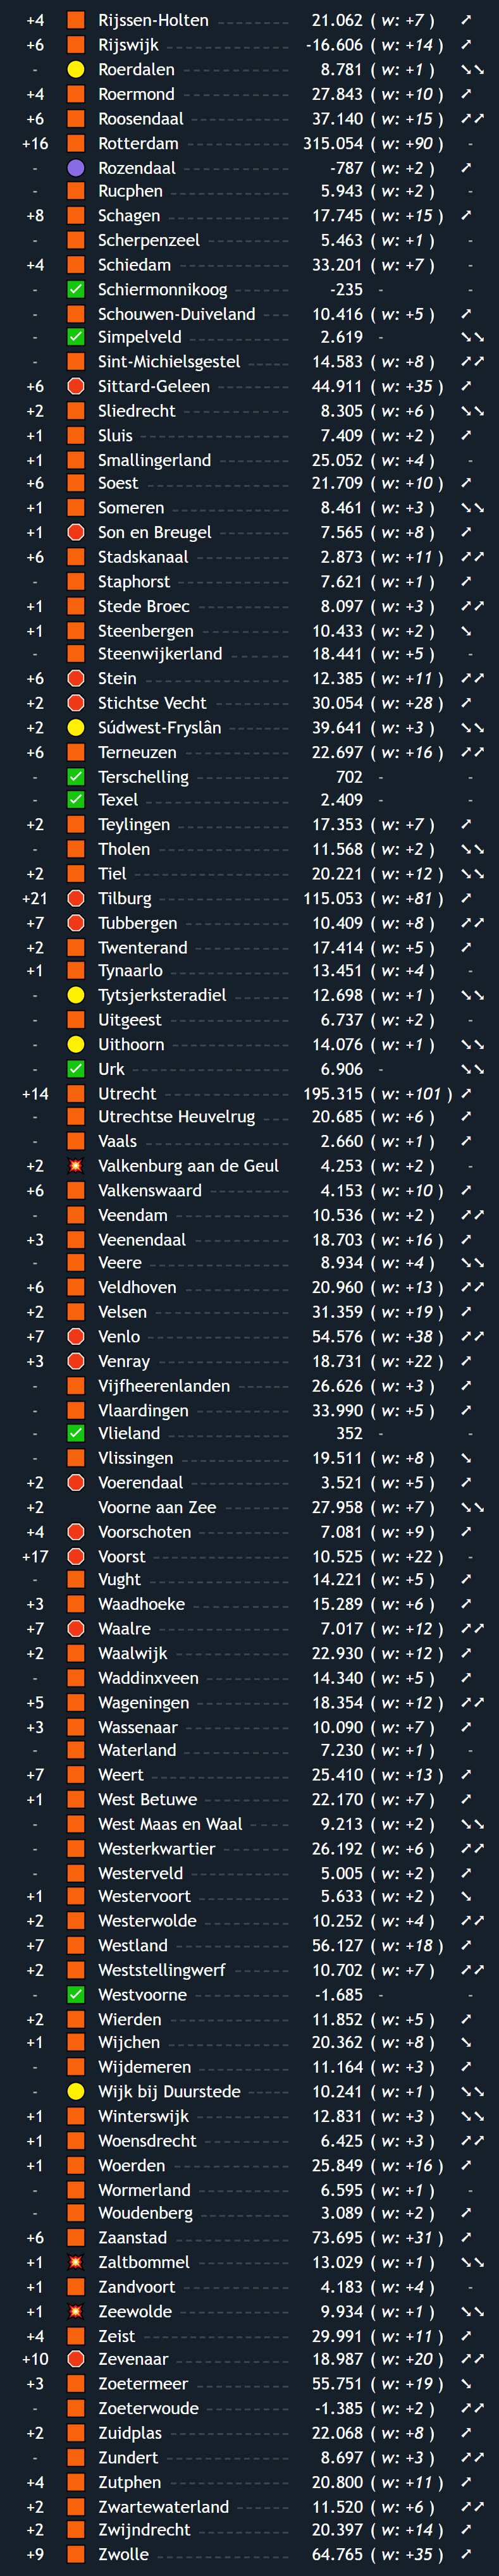 +4 Rijssen-Holten 21.062 ( w: +7 ) ➚
+6 Rijswijk -16.606 ( w: +14 ) ➚
- Roerdalen 8.781 ( w: +1 ) ➘➘
+4 Roermond 27.843 ( w: +10 ) ➚
+6 Roosendaal 37.140 ( w: +15 ) ➚➚
+16 Rotterdam 315.054 ( w: +90 ) -
- Rozendaal -787 ( w: +2 ) ➚
- Rucphen 5.943 ( w: +2 ) -
+8 Schagen 17.745 ( w: +15 ) ➚
- Scherpenzeel 5.463 ( w: +1 ) -
+4 Schiedam 33.201 ( w: +7 ) -
- Schiermonnikoog -235 - -
- Schouwen-Duiveland 10.416 ( w: +5 ) ➚
- Simpelveld 2.619 - ➘➘
- Sint-Michielsgestel 14.583 ( w: +8 ) ➚➚
+6 Sittard-Geleen 44.911 ( w: +35 ) ➚
+2 Sliedrecht 8.305 ( w: +6 ) ➘➘
+1 Sluis 7.409 ( w: +2 ) ➚
+1 Smallingerland 25.052 ( w: +4 ) -
+6 Soest 21.709 ( w: +10 ) ➚
+1 Someren 8.461 ( w: +3 ) ➘➘
+1 Son en Breugel 7.565 ( w: +8 ) ➚
+6 Stadskanaal 2.873 ( w: +11 ) ➚➚
- Staphorst 7.621 ( w: +1 ) ➚
+1 Stede Broec 8.097 ( w: +3 ) ➚➚
+1 Steenbergen 10.433 ( w: +2 ) ➘
- Steenwijkerland 18.441 ( w: +5 ) -
+6 Stein 12.385 ( w: +11 ) ➚➚
+2 Stichtse Vecht 30.054 ( w: +28 ) ➚
+2 Súdwest-Fryslân 39.641 ( w: +3 ) ➘➘
+6 Terneuzen 22.697 ( w: +16 ) ➚➚
- Terschelling 702 - -
- Texel 2.409 - -
+2 Teylingen 17.353 ( w: +7 ) ➚
- Tholen 11.568 ( w: +2 ) ➘➘
+2 Tiel 20.221 ( w: +12 ) ➘➘
+21 Tilburg 115.053 ( w: +81 ) ➚
+7 Tubbergen 10.409 ( w: +8 ) ➚➚
+2 Twenterand 17.414 ( w: +5 ) ➚
+1 Tynaarlo 13.451 ( w: +4 ) -
- Tytsjerksteradiel 12.698 ( w: +1 ) ➘➘
- Uitgeest 6.737 ( w: +2 ) -
- Uithoorn 14.076 ( w: +1 ) ➘➘
- Urk 6.906 - ➘➘
+14 Utrecht 195.315 ( w: +101 ) ➚
- Utrechtse Heuvelrug 20.685 ( w: +6 ) ➚
- Vaals 2.660 ( w: +1 ) ➚
+2 Valkenburg aan de Geul 4.253 ( w: +2 ) -
+6 Valkenswaard 4.153 ( w: +10 ) ➚
- Veendam 10.536 ( w: +2 ) ➚➚
+3 Veenendaal 18.703 ( w: +16 ) ➚
- Veere 8.934 ( w: +4 ) ➘➘
+6 Veldhoven 20.960 ( w: +13 ) ➚➚
+2 Velsen 31.359 ( w: +19 ) ➚
+7 Venlo 54.576 ( w: +38 ) ➚➚
+3 Venray 18.731 ( w: +22 ) ➚
- Vijfheerenlanden 26.626 ( w: +3 ) ➚
- Vlaardingen 33.990 ( w: +5 ) ➚
- Vlieland 352 - -
- Vlissingen 19.511 ( w: +8 ) ➘
+2 Voerendaal 3.521 ( w: +5 ) ➚
+2 Voorne aan Zee 27.958 ( w: +7 ) ➘➘
+4 Voorschoten 7.081 ( w: +9 ) ➚
+17 Voorst 10.525 ( w: +22 ) -
- Vught 14.221 ( w: +5 ) ➚
+3 Waadhoeke 15.289 ( w: +6 ) ➚
+7 Waalre 7.017 ( w: +12 ) ➚➚
+2 Waalwijk 22.930 ( w: +12 ) ➚
- Waddinxveen 14.340 ( w: +5 ) ➚
+5 Wageningen 18.354 ( w: +12 ) ➚➚
+3 Wassenaar 10.090 ( w: +7 ) ➚
- Waterland 7.230 ( w: +1 ) -
+7 Weert 25.410 ( w: +13 ) ➚
+1 West Betuwe 22.170 ( w: +7 ) ➚
- West Maas en Waal 9.213 ( w: +2 ) ➘➘
- Westerkwartier 26.192 ( w: +6 ) ➚➚
- Westerveld 5.005 ( w: +2 ) ➚
+1 Westervoort 5.633 ( w: +2 ) ➘
+2 Westerwolde 10.252 ( w: +4 ) ➚➚
+7 Westland 56.127 ( w: +18 ) ➚
+2 Weststellingwerf 10.702 ( w: +7 ) ➚➚
- Westvoorne -1.685 - -
+2 Wierden 11.852 ( w: +5 ) ➚
+1 Wijchen 20.362 ( w: +8 ) ➘
- Wijdemeren 11.164 ( w: +3 ) ➚
- Wijk bij Duurstede 10.241 ( w: +1 ) ➘➘
+1 Winterswijk 12.831 ( w: +3 ) ➘➘
+1 Woensdrecht 6.425 ( w: +3 ) ➚➚
+1 Woerden 25.849 ( w: +16 ) ➚
- Wormerland 6.595 ( w: +1 ) -
- Woudenberg 3.089 ( w: +2 ) ➚
+6 Zaanstad 73.695 ( w: +31 ) ➚
+1 Zaltbommel 13.029 ( w: +1 ) ➘➘
+1 Zandvoort 4.183 ( w: +4 ) -
+1 Zeewolde 9.934 ( w: +1 ) ➘➘
+4 Zeist 29.991 ( w: +11 ) ➚
+10 Zevenaar 18.987 ( w: +20 ) ➚➚
+3 Zoetermeer 55.751 ( w: +19 ) ➘
- Zoeterwoude -1.385 ( w: +2 ) ➚➚
+2 Zuidplas 22.068 ( w: +8 ) ➚
- Zundert 8.697 ( w: +3 ) ➚➚
+4 Zutphen 20.800 ( w: +11 ) ➚
+2 Zwartewaterland 11.520 ( w: +6 ) ➚➚
+2 Zwijndrecht 20.397 ( w: +14 ) ➚
+9 Zwolle 64.765 ( w: +35 ) ➚